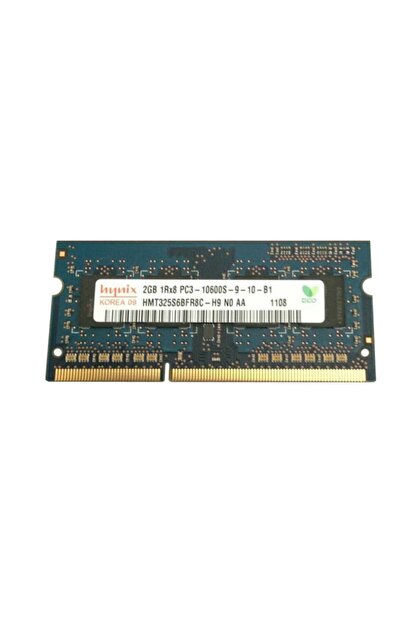 hynix 2GB 1Rx8 PC3-10600S-9-10-B1
KOREA 09 HMT325S6BFR8C-H9 N0 AA 1108
eco